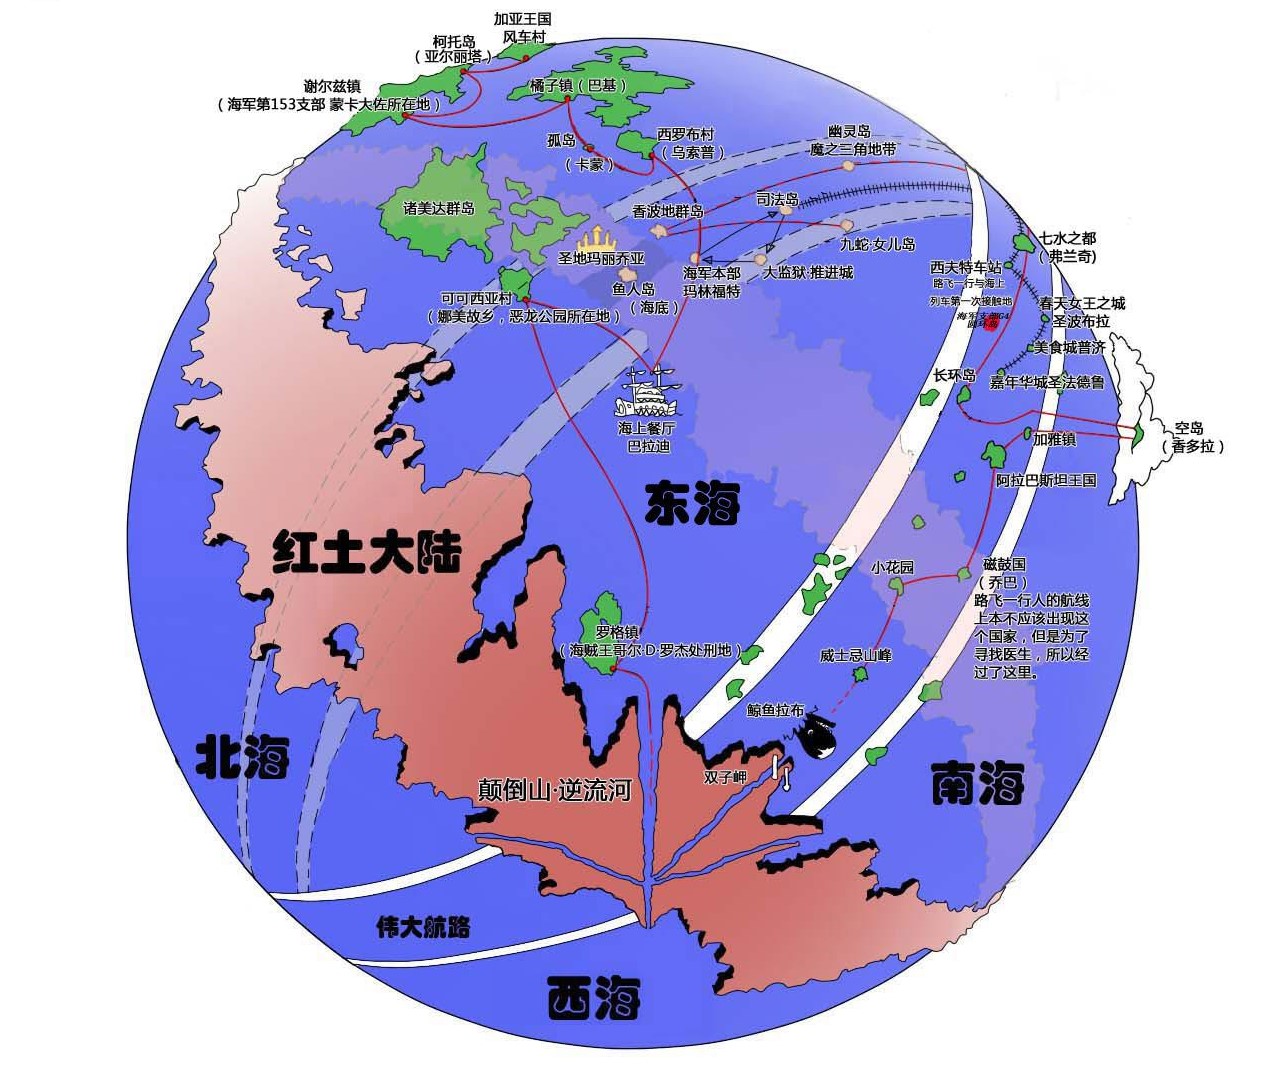 加亚王国
风车村
柯托岛
（亚尔丽塔）
谢尔兹镇
（海军第153支部 蒙卡大佐所在地）
橘子镇（巴基）
孤岛
（卡蒙）
西罗布村
（乌索普）
幽灵岛
魔之三角地带
诸美达群岛
香波地群岛
司法岛
九蛇·女儿岛
圣地玛丽乔亚
鱼人岛
（海底）
海军本部
玛林福特
大监狱·推进城
七水之都
（弗兰奇）
西夫特车站
路飞一行与海上
列车第一次接触地
海军支部G4
圆环岛
可可西亚村
（娜美故乡，恶龙公园所在地）
春天女王之城
圣波布拉
美食城普济
长环岛
嘉年华城圣法德鲁
海上餐厅
巴拉迪
空岛
（香多拉）
加雅镇
阿拉巴斯坦王国
东海
红土大陆
小花园
磁鼓国
（乔巴）
路飞一行人的航线
上本不应该出现这
个国家，但是为了
寻找医生，所以经
过了这里。
罗格镇
（海贼王哥尔·D·罗杰处刑地）
威士忌山峰
鲸鱼拉布
北海
双子岬
颠倒山·逆流河
南海
伟大航路
西海